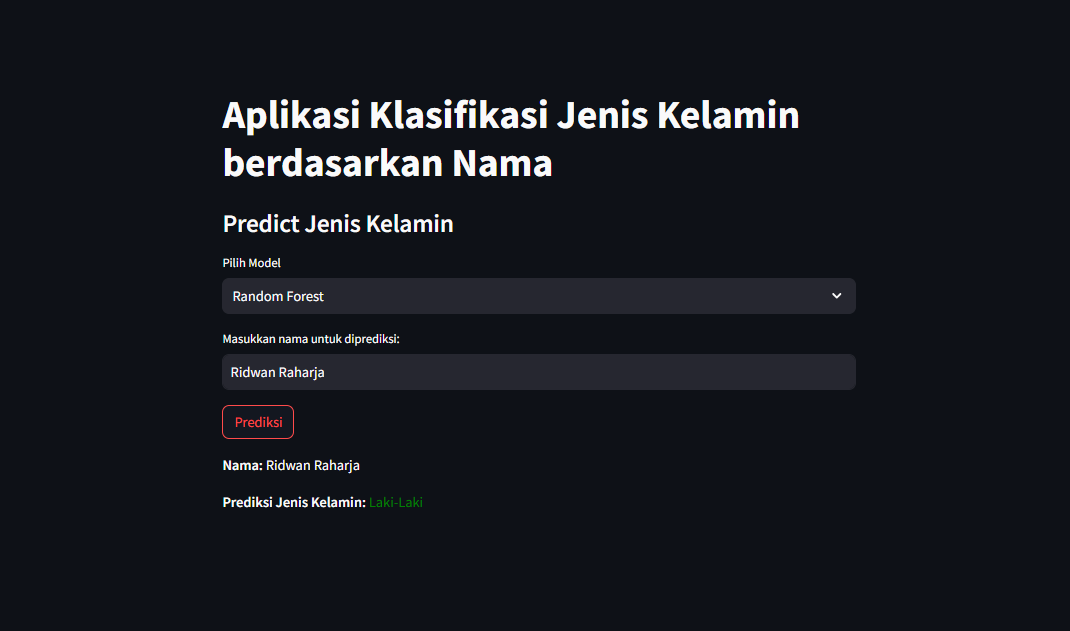 Aplikasi Klasifikasi Jenis Kelamin
berdasarkan Nama
Predict Jenis Kelamin
Pilih Model
Random Forest
Masukkan nama untuk diprediksi:
Ridwan Raharja
Prediksi
Nama: Ridwan Raharja
Prediksi Jenis Kelamin: Laki-Laki